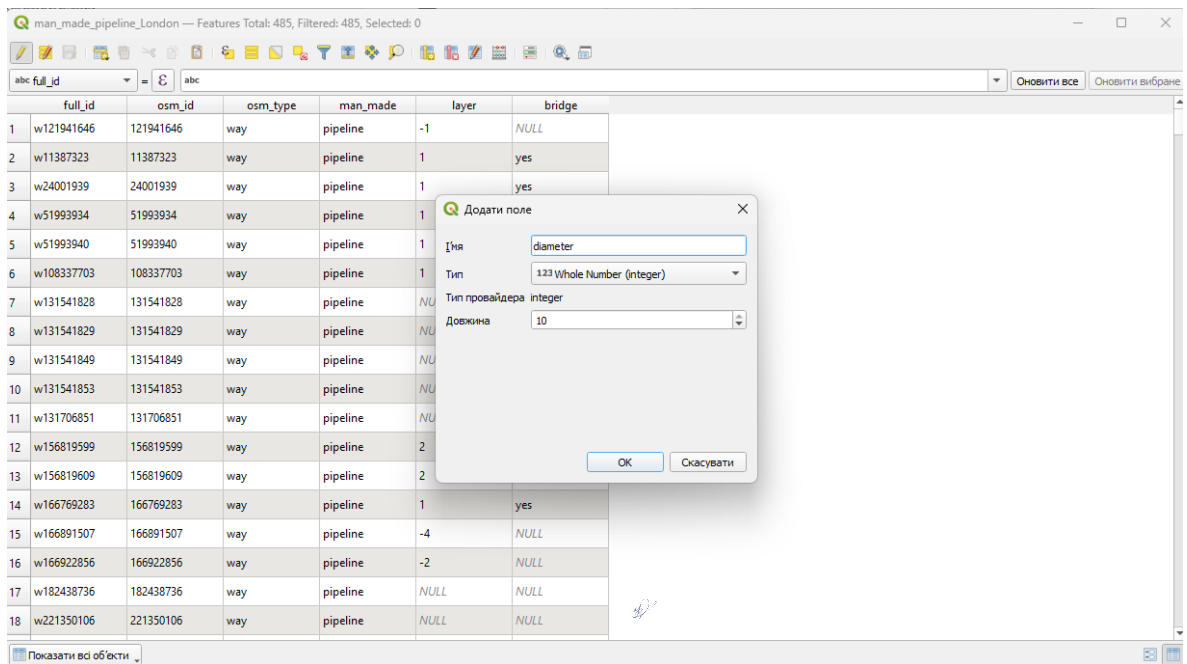 man_made_pipeline_London — Features Total: 485, Filtered: 485, Selected: 0
abc full_id = ε abc Оновити все Оновити вибране
full_id osm_id osm_type man_made layer bridge
1 w121941646 121941646 way pipeline -1 NULL
2 w11387323 11387323 way pipeline 1 yes
3 w24001939 24001939 way pipeline 1 yes
4 w51993934 51993934 way pipeline 1
5 w51993940 51993940 way pipeline 1
6 w108337703 108337703 way pipeline 1
7 w131541828 131541828 way pipeline NU
8 w131541829 131541829 way pipeline NU
9 w131541849 131541849 way pipeline NU
10 w131541853 131541853 way pipeline NU
11 w131706851 131706851 way pipeline NU
12 w156819599 156819599 way pipeline 2
13 w156819609 156819609 way pipeline 2
14 w166769283 166769283 way pipeline 1 yes
15 w166891507 166891507 way pipeline -4 NULL
16 w166922856 166922856 way pipeline -2 NULL
17 w182438736 182438736 way pipeline NULL NULL
18 w221350106 221350106 way pipeline NULL NULL
Додати поле
Ім'я diameter
Тип 123 Whole Number (integer)
Тип провайдера integer
Довжина 10
OK Скасувати
Показати всі об'єкти